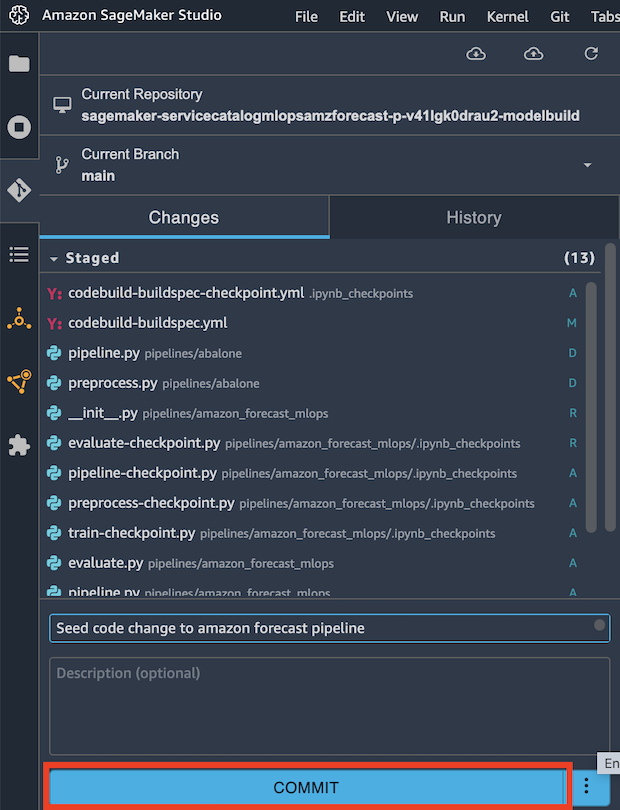 Amazon SageMaker Studio File Edit View Run Kernel Git Tabs
Current Repository
sagemaker-servicecatalogmlopsamzforecast-p-v41lgk0drau2-modelbuild
Current Branch
main
Changes History
Staged (13)
Y: codebuild-buildspec-checkpoint.yml .ipynb_checkpoints A
Y: codebuild-buildspec.yml M
pipeline.py pipelines/abalone D
preprocess.py pipelines/abalone D
__init__.py pipelines/amazon_forecast_mlops R
evaluate-checkpoint.py pipelines/amazon_forecast_mlops/.ipynb_checkpoints R
pipeline-checkpoint.py pipelines/amazon_forecast_mlops/.ipynb_checkpoints A
preprocess-checkpoint.py pipelines/amazon_forecast_mlops/.ipynb_checkpoints A
train-checkpoint.py pipelines/amazon_forecast_mlops/.ipynb_checkpoints A
evaluate.py pipelines/amazon_forecast_mlops A
pipeline.py pipelines/amazon_forecast_mlops A
Seed code change to amazon forecast pipeline
Description (optional)
En
COMMIT